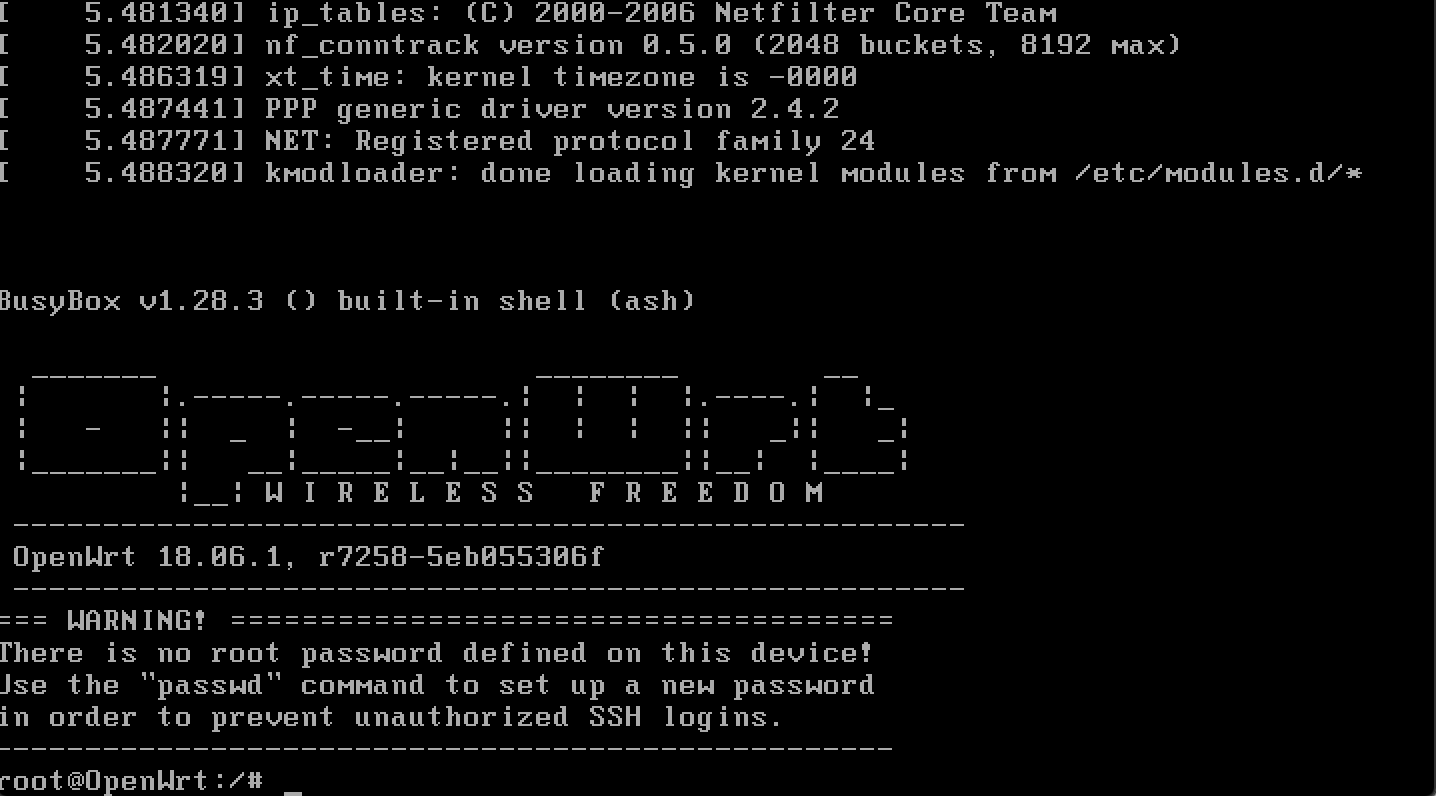 [    5.481340] ip_tables: (C) 2000-2006 Netfilter Core Team
[    5.482020] nf_conntrack version 0.5.0 (2048 buckets, 8192 max)
[    5.486319] xt_time: kernel timezone is -0000
[    5.487441] PPP generic driver version 2.4.2
[    5.487771] NET: Registered protocol family 24
[    5.488320] kmodloader: done loading kernel modules from /etc/modules.d/*
BusyBox v1.28.3 () built-in shell (ash)
OpenWrt
W I R E L E S S   F R E E D O M
-----------------------------------------------------
OpenWrt 18.06.1, r7258-5eb055306f
-----------------------------------------------------
=== WARNING! =====================================
There is no root password defined on this device!
Use the "passwd" command to set up a new password
in order to prevent unauthorized SSH logins.
--------------------------------------------------
root@OpenWrt:/# _